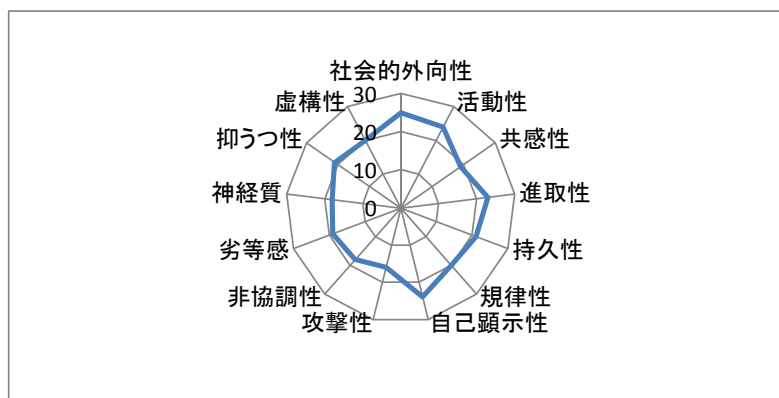 社会的外向性
活動性
共感性
進取性
持久性
規律性
自己顕示性
攻撃性
非協調性
劣等感
神経質
抑うつ性
虚構性
30
20
10
0